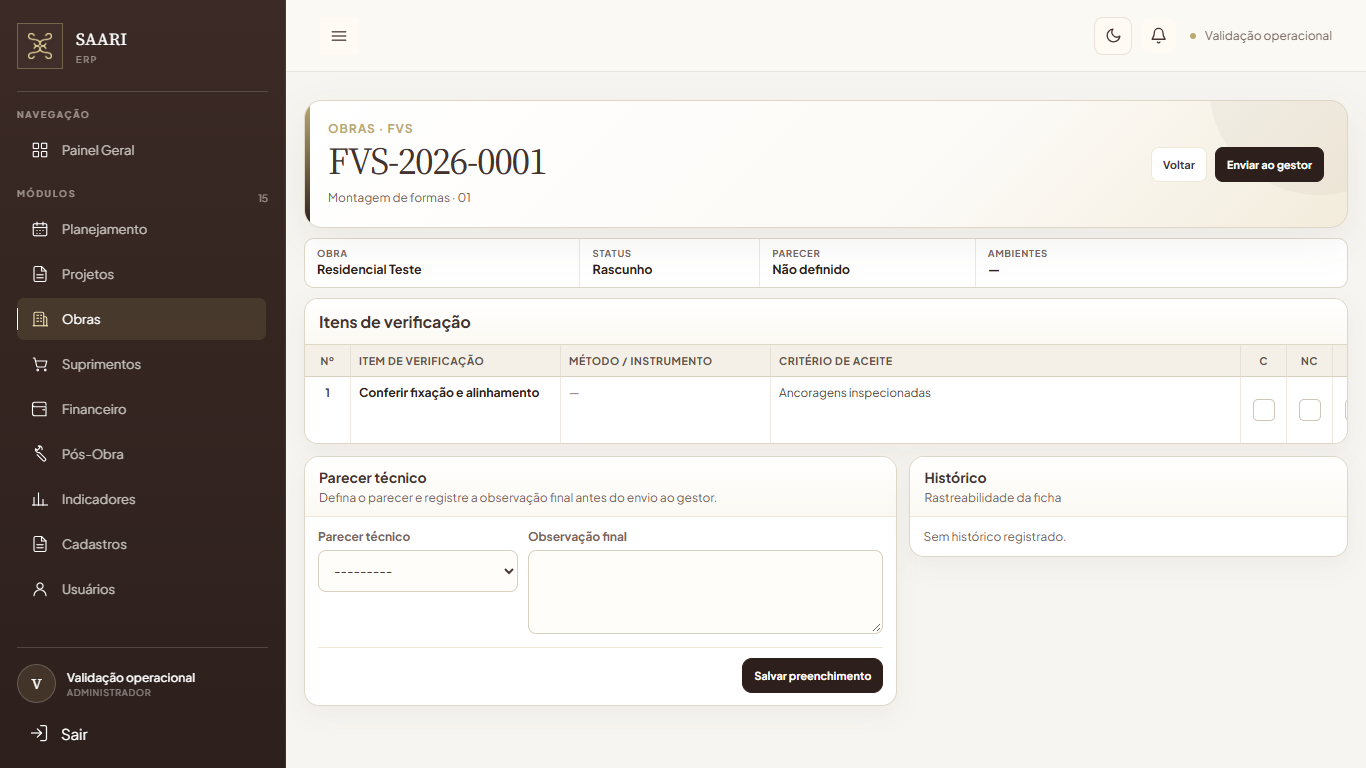 SAARI
ERP
NAVEGAÇÃO
Painel Geral
MÓDULOS 15
Planejamento
Projetos
Obras
Suprimentos
Financeiro
Pós-Obra
Indicadores
Cadastros
Usuários
V
Validação operacional
ADMINISTRADOR
Sair
Validação operacional
OBRAS · FVS
FVS-2026-0001
Montagem de formas · 01
Voltar
Enviar ao gestor
OBRA
Residencial Teste
STATUS
Rascunho
PARECER
Não definido
AMBIENTES
—
Itens de verificação
Nº ITEM DE VERIFICAÇÃO MÉTODO / INSTRUMENTO CRITÉRIO DE ACEITE C NC
1 Conferir fixação e alinhamento — Ancoragens inspecionadas
Parecer técnico
Defina o parecer e registre a observação final antes do envio ao gestor.
Parecer técnico
---------
Observação final
Salvar preenchimento
Histórico
Rastreabilidade da ficha
Sem histórico registrado.